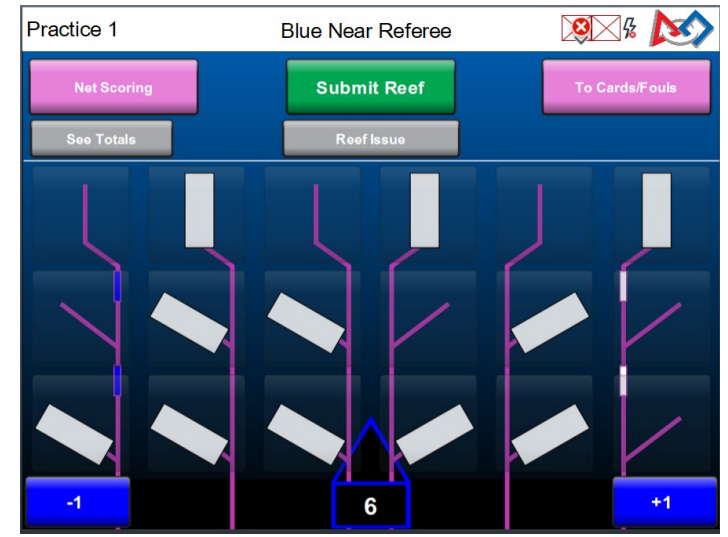 Practice 1
Blue Near Referee
Net Scoring
Submit Reef
To Cards/Fouls
See Totals
Reef Issue
-1
6
+1